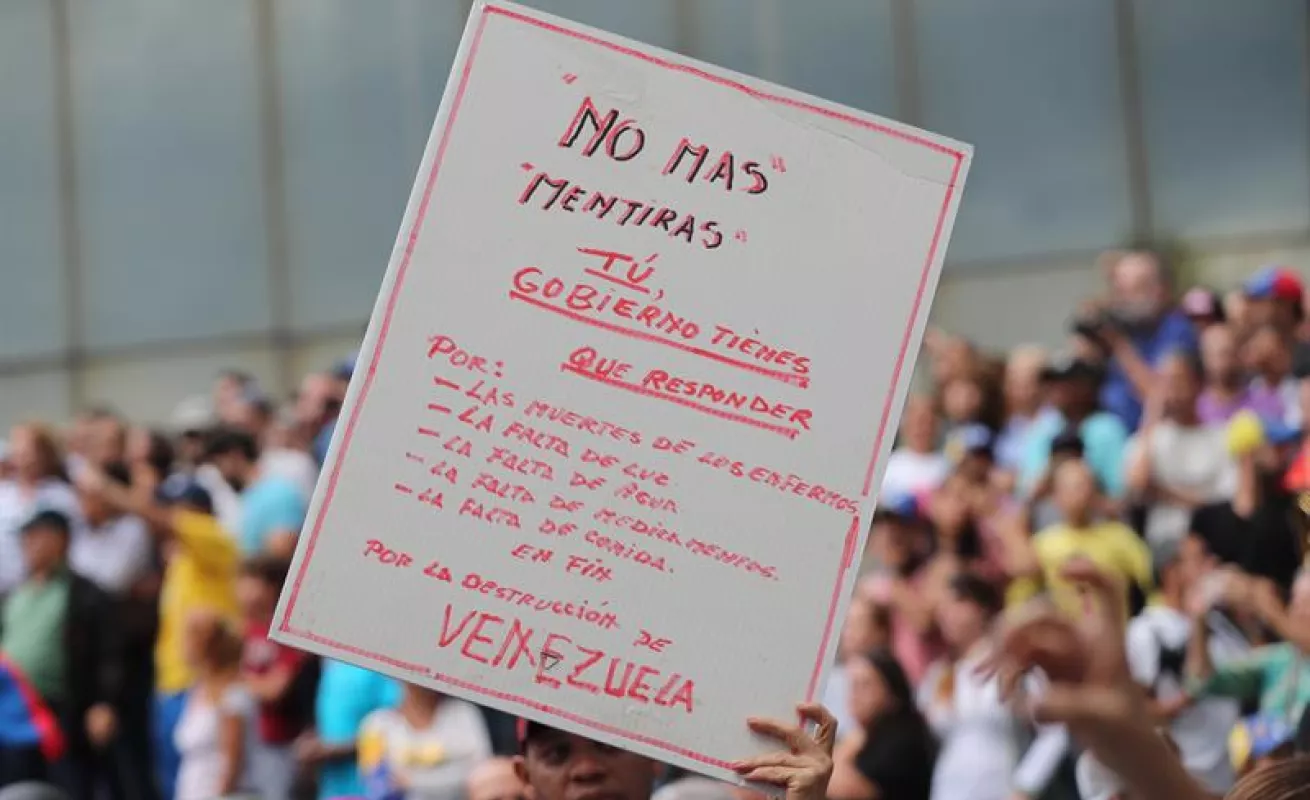 "NO MAS"
"MENTIRAS"
TÚ,
GOBIERNO TIÈNES
QUE RESPONDER
POR:
- LAS MUERTES DE LOS ENFERMOS.
- LA FALTA DE LUZ.
- LA FALTA DE AGUA
- LA FALTA DE MEDICAMENTOS.
- LA FALTA DE COMIDA.
EN FIN
POR LA DESTRUCCIÓN DE
VENEZUELA